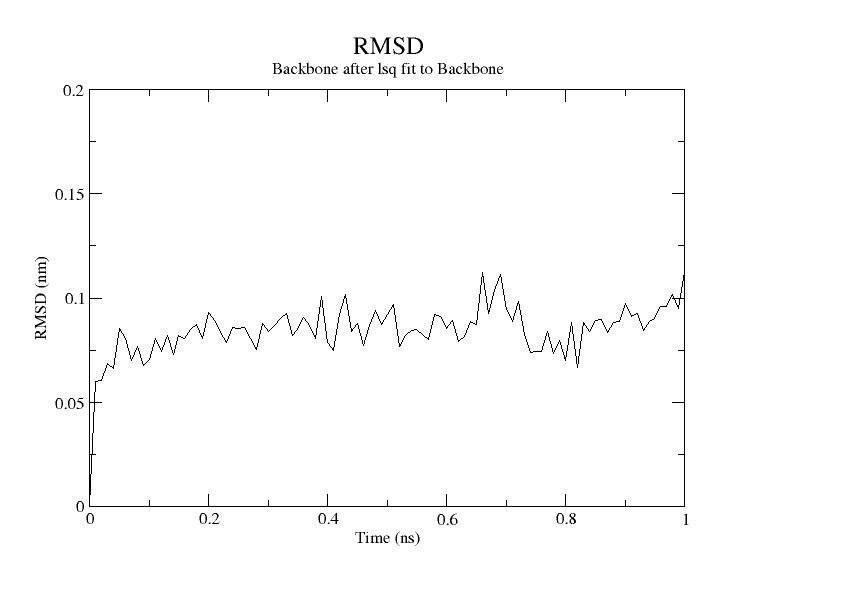 RMSD
Backbone after lsq fit to Backbone
0.2
0.15
0.1
0.05
0
RMSD (nm)
0 0.2 0.4 0.6 0.8 1
Time (ns)